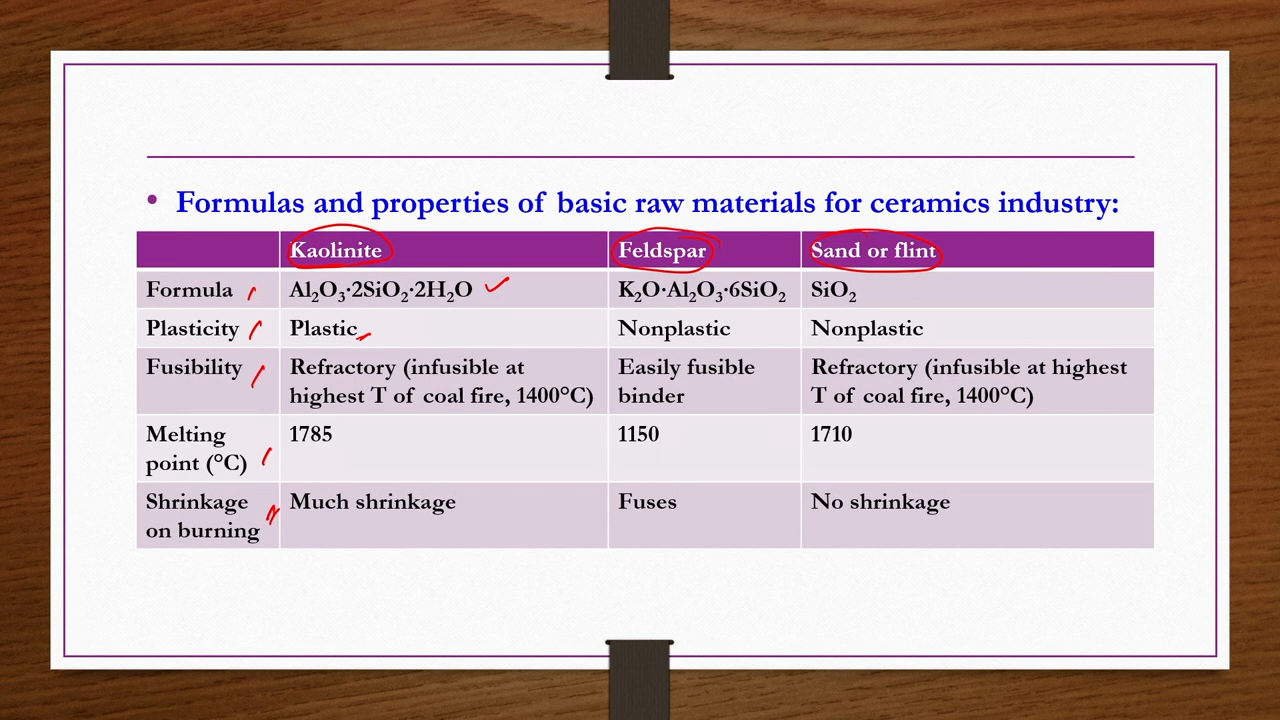 • Formulas and properties of basic raw materials for ceramics industry:
Kaolinite Feldspar Sand or flint
Formula Al₂O₃·2SiO₂·2H₂O K₂O·Al₂O₃·6SiO₂ SiO₂
Plasticity Plastic Nonplastic Nonplastic
Fusibility Refractory (infusible at Easily fusible Refractory (infusible at highest
highest T of coal fire, 1400°C) binder T of coal fire, 1400°C)
Melting 1785 1150 1710
point (°C)
Shrinkage Much shrinkage Fuses No shrinkage
on burning